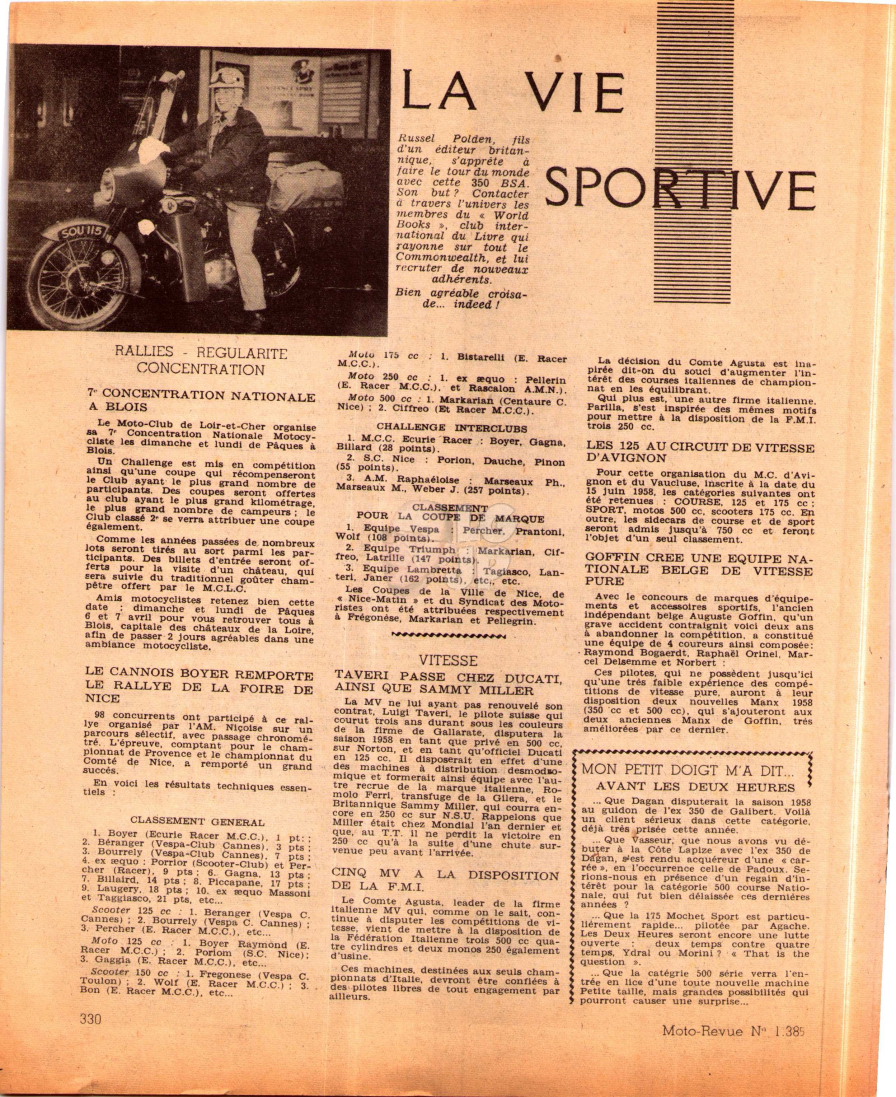 LA VIE
SPORTIVE
SOU 115
Russel Polden, fils
d'un éditeur britan-
nique, s'apprête à
faire le tour du monde
avec cette 350 BSA.
Son but ? Contacter
à travers l'univers les
membres du « World
Books », club inter-
national du Livre qui
rayonne sur tout le
Commonwealth, et lui
recruter de nouveaux
adhérents.
Bien agréable croisa-
de... indeed !
RALLIES - REGULARITE
CONCENTRATION
7e CONCENTRATION NATIONALE
A BLOIS
Le Moto-Club de Loir-et-Cher organise
sa 7e Concentration Nationale Motocy-
cliste les dimanche et lundi de Pâques à
Blois.
Un Challenge est mis en compétition
ainsi qu'une coupe qui récompenseront
le Club ayant le plus grand nombre de
participants. Des coupes seront offertes
au club ayant le plus grand kilométrage,
le plus grand nombre de campeurs ; le
Club classé 2e se verra attribuer une coupe
également.
Comme les années passées de nombreux
lots seront tirés au sort parmi les par-
ticipants. Des billets d'entrée seront of-
ferts pour la visite d'un château, qui
sera suivie du traditionnel goûter cham-
pêtre offert par le M.C.L.C.
Amis motocyclistes retenez bien cette
date : dimanche et lundi de Pâques
6 et 7 avril pour vous retrouver tous à
Blois, capitale des châteaux de la Loire,
afin de passer 2 jours agréables dans une
ambiance motocycliste.
LE CANNOIS BOYER REMPORTE
LE RALLYE DE LA FOIRE DE
NICE
98 concurrents ont participé à ce ral-
lye organisé par l'AM. Niçoise sur un
parcours sélectif, avec passage chronomé-
tré. L'épreuve, comptant pour le cham-
pionnat de Provence et le championnat du
Comté de Nice, a remporté un grand
succès.
En voici les résultats techniques essen-
tiels :
CLASSEMENT GENERAL
1. Boyer (Ecurie Racer M.C.C.), 1 pt: ;
2. Béranger (Vespa-Club Cannes), 3 pts ;
3. Bourrely (Vespa-Club Cannes), 7 pts ;
4. ex æquo : Porrior (Scooter-Club) et Per-
cher (Racer), 9 pts ; 6. Gagna, 13 pts ;
7. Billaird, 14 pts ; 8. Piccapane, 17 pts ;
9. Laugery, 18 pts ; 10. ex æquo Massoni
et Taggiasco, 21 pts, etc...
Scooter 125 cc : 1. Beranger (Vespa C.
Cannes) ; 2. Bourrely (Vespa C. Cannes) ;
3. Percher (E. Racer M.C.C.), etc...
Moto 125 cc : 1. Boyer Raymond (E.
Racer M.C.C.) ; 2. Poriom (S.C. Nice);
3. Gaggia (E. Racer M.C.C.), etc...
Scooter 150 cc : 1. Fregonese (Vespa C.
Toulon) ; 2. Wolf (E. Racer M.C.C.) ; 3.
Bon (E. Racer M.C.C.), etc...
Moto 175 cc : 1. Bistarelli (E. Racer
M.C.C.).
Moto 250 cc : 1. ex æquo : Pellerin
(E. Racer M.C.C.), et Rascalon A.M.N.).
Moto 500 cc : 1. Markarian (Centaure C.
Nice) ; 2. Ciffreo (Et Racer M.C.C.).
CHALLENGE INTERCLUBS
1. M.C.C. Ecurie Racer : Boyer, Gagna,
Billard (28 points).
2. S.C. Nice : Porion, Dauche, Pinon
(55 points).
3. A.M. Raphaëloise : Marseaux Ph.,
Marseaux M., Weber J. (257 points).
CLASSEMENT
POUR LA COUPE DE MARQUE
1. Equipe Vespa : Percher, Prantoni,
Wolf (108 points).
2. Equipe Triumph : Markarian, Cif-
freo, Latrille (147 points).
3. Equipe Lambretta : Tagiasco, Lan-
teri, Janer (162 points), etc., etc.
Les Coupes de la Ville de Nice, de
« Nice-Matin » et du Syndicat des Moto-
ristes ont été attribuées respectivement
à Frégonèse, Markarian et Pellegrin.
VITESSE
TAVERI PASSE CHEZ DUCATI,
AINSI QUE SAMMY MILLER
La MV ne lui ayant pas renouvelé son
contrat, Luigi Taveri, le pilote suisse qui
courut trois ans durant sous les couleurs
de la firme de Gallarate, disputera la
saison 1958 en tant que privé en 500 cc,
sur Norton, et en tant qu'officiel Ducati
en 125 cc. Il disposerait en effet d'une
des machines à distribution desmodso-
mique et formerait ainsi équipe avec l'au-
tre recrue de la marque italienne, Ro-
molo Ferri, transfuge de la Gilera, et le
Britannique Sammy Miller, qui courra en-
core en 250 cc sur N.S.U. Rappelons que
Miller était chez Mondial l'an dernier et
que, au T.T. il ne perdit la victoire en
250 cc qu'à la suite d'une chute sur-
venue peu avant l'arrivée.
CINQ MV A LA DISPOSITION
DE LA F.M.I.
Le Comte Agusta, leader de la firme
italienne MV qui, comme on le sait, con-
tinue à disputer les compétitions de vi-
tesse, vient de mettre à la disposition de
la Fédération Italienne trois 500 cc qua-
tre cylindres et deux monos 250 également
d'usine.
Ces machines, destinées aux seuls cham-
pionnats d'Italie, devront être confiées à
des pilotes libres de tout engagement par
ailleurs.
La décision du Comte Agusta est ins-
pirée dit-on du souci d'augmenter l'in-
térêt des courses italiennes de champion-
nat en les équilibrant.
Qui plus est, une autre firme italienne,
Parilla, s'est inspirée des mêmes motifs
pour mettre à la disposition de la F.M.I.
trois 250 cc.
LES 125 AU CIRCUIT DE VITESSE
D'AVIGNON
Pour cette organisation du M.C. d'Avi-
gnon et du Vaucluse, inscrite à la date du
15 juin 1958, les catégories suivantes ont
été retenues : COURSE, 125 et 175 cc ;
SPORT, motos 500 cc, scooters 175 cc. En
outre, les sidecars de course et de sport
seront admis jusqu'à 750 cc et feront
l'objet d'un seul classement.
GOFFIN CREE UNE EQUIPE NA-
TIONALE BELGE DE VITESSE
PURE
Avec le concours de marques d'équipe-
ments et accessoires sportifs, l'ancien
indépendant belge Auguste Goffin, qu'un
grave accident contraignit voici deux ans
à abandonner la compétition, a constitué
une équipe de 4 coureurs ainsi composée:
Raymond Bogaerdt, Raphaël Orinel, Mar-
cel Delsemme et Norbert :
Ces pilotes, qui ne possèdent jusqu'ici
qu'une très faible expérience des compé-
titions de vitesse pure, auront à leur
disposition deux nouvelles Manx 1958
(350 cc et 500 cc), qui s'ajouteront aux
deux anciennes Manx de Goffin, très
améliorées par ce dernier.
MON PETIT DOIGT M'A DIT...
AVANT LES DEUX HEURES
... Que Dagan disputerait la saison 1958
au guidon de l'ex 350 de Galibert. Voilà
un client sérieux dans cette catégorie,
déjà très prisée cette année.
... Que Vasseur, que nous avons vu dé-
buter à la Côte Lapize avec l'ex 350 de
Dagan, s'est rendu acquéreur d'une « car-
rée », en l'occurrence celle de Padoux. Se-
rions-nous en présence d'un regain d'in-
térêt pour la catégorie 500 course Natio-
nale, qui fut bien délaissée ces dernières
années ?
... Que la 175 Mochet Sport est particu-
lièrement rapide... pilotée par Agache.
Les Deux Heures seront encore une lutte
ouverte : deux temps contre quatre
temps, Ydral ou Morini ? « That is the
question ».
... Que la catégrie 500 série verra l'en-
trée en lice d'une toute nouvelle machine
Petite taille, mais grandes possibilités qui
pourront causer une surprise...
330
Moto-Revue N° 1.385